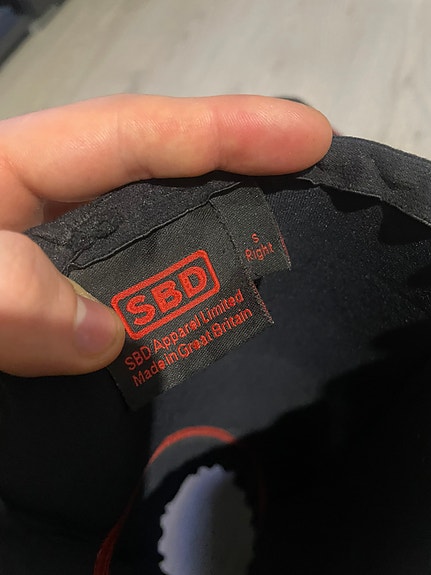 SBD
SBD Apparel Limited
Made in Great Britain
S
Right